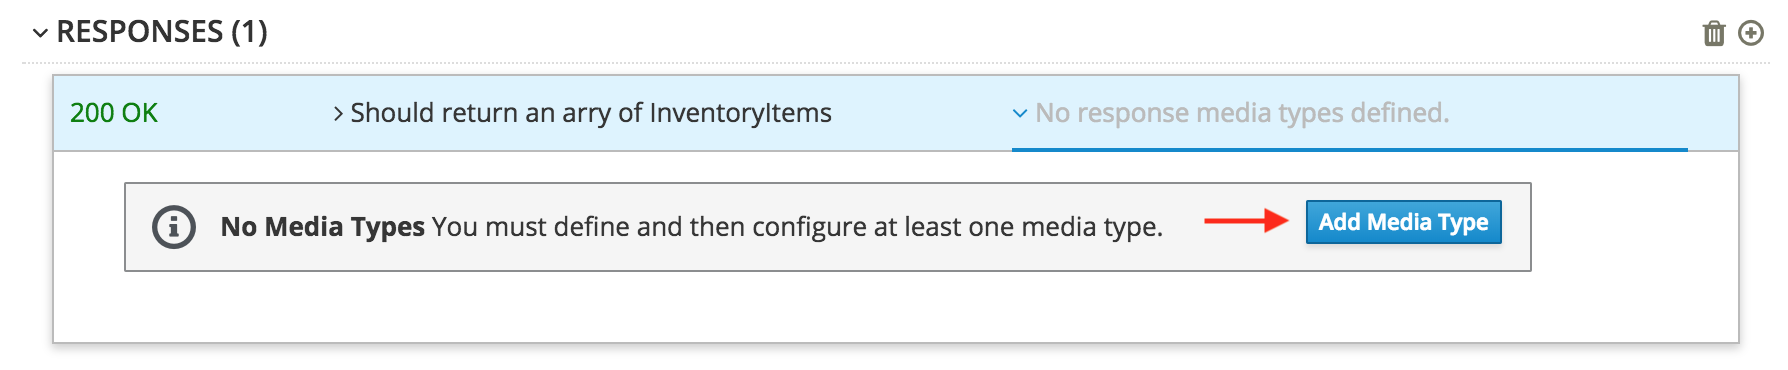 RESPONSES (1)
200 OK Should return an arry of InventoryItems No response media types defined.
No Media Types You must define and then configure at least one media type. Add Media Type